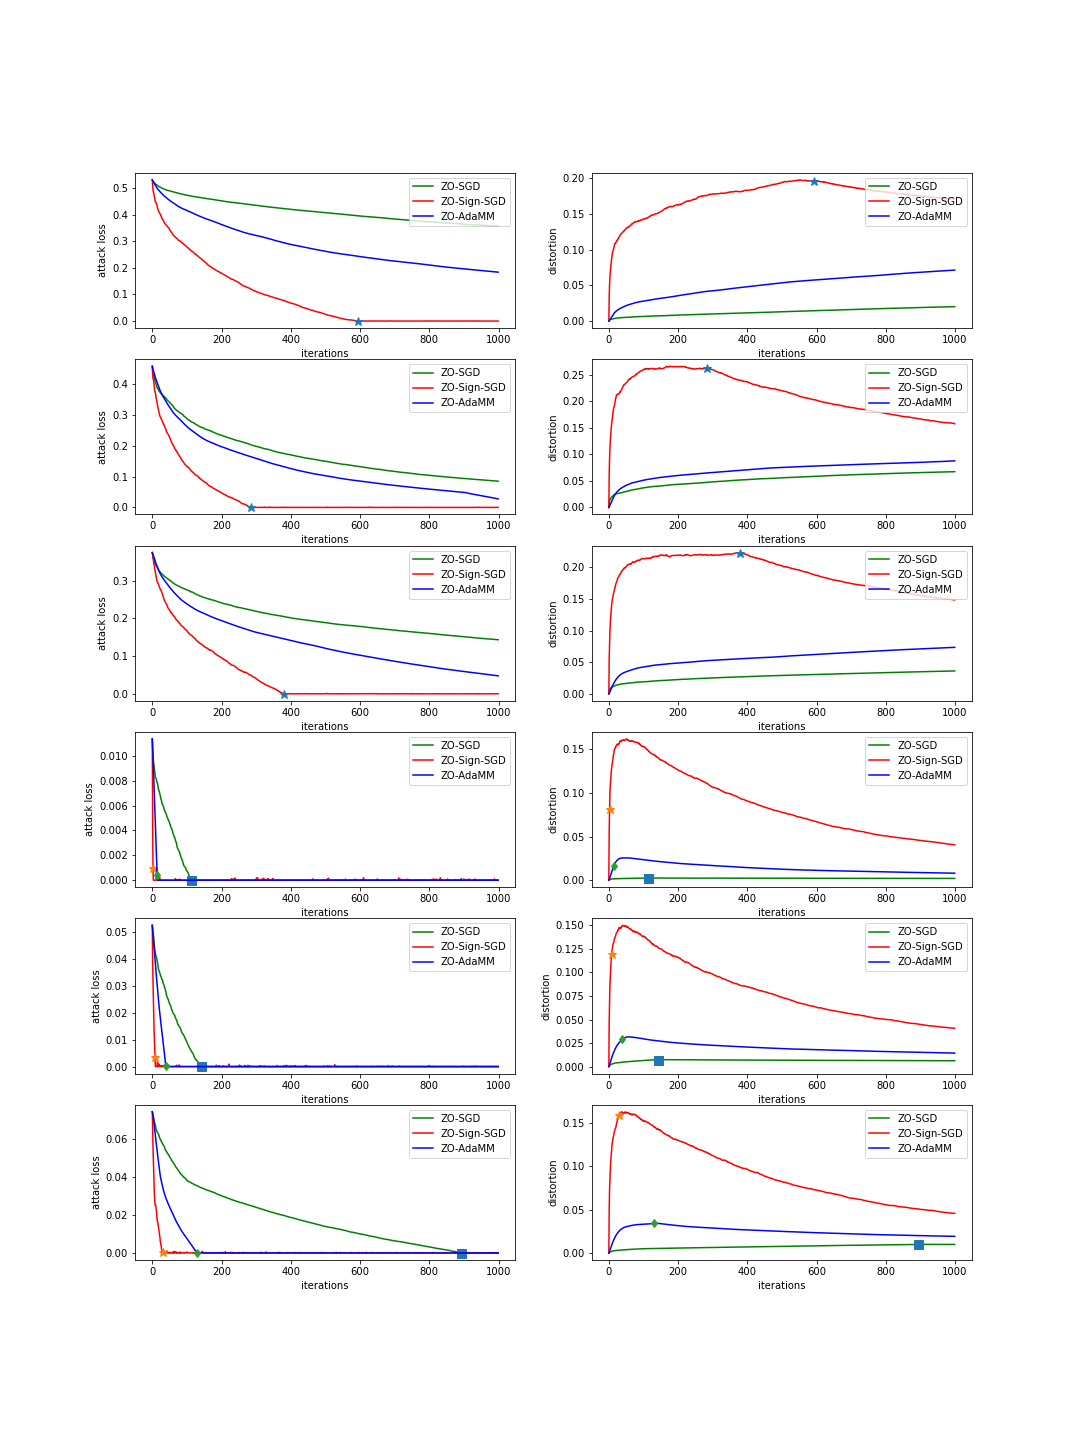 attack loss
0.5
0.4
0.3
0.2
0.1
0.0
0 200 400 600 800 1000
iterations
ZO-SGD
ZO-Sign-SGD
ZO-AdaMM
distortion
0.20
0.15
0.10
0.05
0.00
0 200 400 600 800 1000
iterations
ZO-SGD
ZO-Sign-SGD
ZO-AdaMM
attack loss
0.4
0.3
0.2
0.1
0.0
0 200 400 600 800 1000
iterations
ZO-SGD
ZO-Sign-SGD
ZO-AdaMM
distortion
0.25
0.20
0.15
0.10
0.05
0.00
0 200 400 600 800 1000
iterations
ZO-SGD
ZO-Sign-SGD
ZO-AdaMM
attack loss
0.3
0.2
0.1
0.0
0 200 400 600 800 1000
iterations
ZO-SGD
ZO-Sign-SGD
ZO-AdaMM
distortion
0.20
0.15
0.10
0.05
0.00
0 200 400 600 800 1000
iterations
ZO-SGD
ZO-Sign-SGD
ZO-AdaMM
attack loss
0.010
0.008
0.006
0.004
0.002
0.000
0 200 400 600 800 1000
iterations
ZO-SGD
ZO-Sign-SGD
ZO-AdaMM
distortion
0.15
0.10
0.05
0.00
0 200 400 600 800 1000
iterations
ZO-SGD
ZO-Sign-SGD
ZO-AdaMM
attack loss
0.05
0.04
0.03
0.02
0.01
0.00
0 200 400 600 800 1000
iterations
ZO-SGD
ZO-Sign-SGD
ZO-AdaMM
distortion
0.150
0.125
0.100
0.075
0.050
0.025
0.000
0 200 400 600 800 1000
iterations
ZO-SGD
ZO-Sign-SGD
ZO-AdaMM
attack loss
0.06
0.04
0.02
0.00
0 200 400 600 800 1000
iterations
ZO-SGD
ZO-Sign-SGD
ZO-AdaMM
distortion
0.15
0.10
0.05
0.00
0 200 400 600 800 1000
iterations
ZO-SGD
ZO-Sign-SGD
ZO-AdaMM